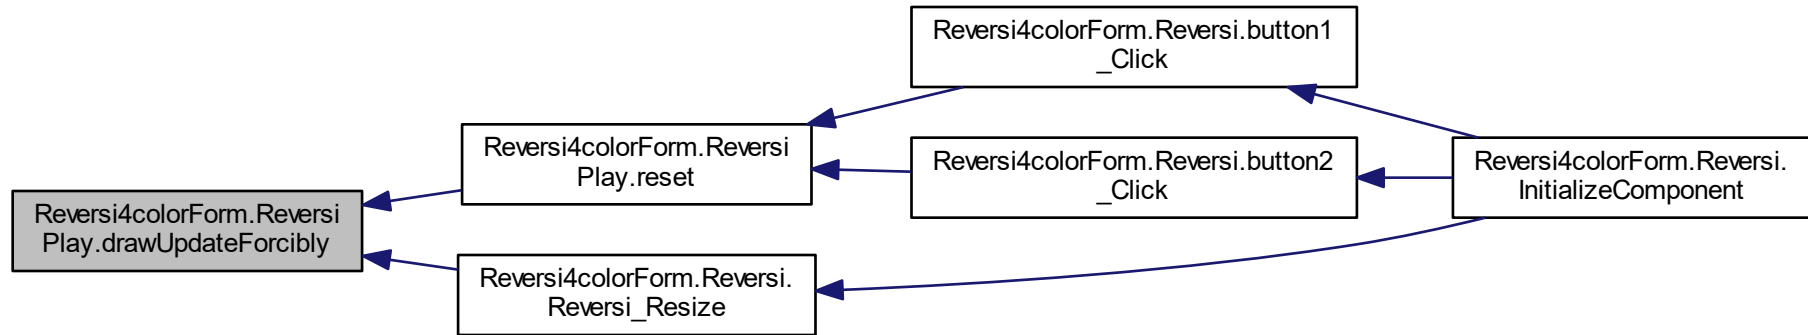 Reversi4colorForm.Reversi.button1
_Click
Reversi4colorForm.Reversi
Play.reset
Reversi4colorForm.Reversi.button2
_Click
Reversi4colorForm.Reversi.
InitializeComponent
Reversi4colorForm.Reversi
Play.drawUpdateForcibly
Reversi4colorForm.Reversi.
Reversi_Resize